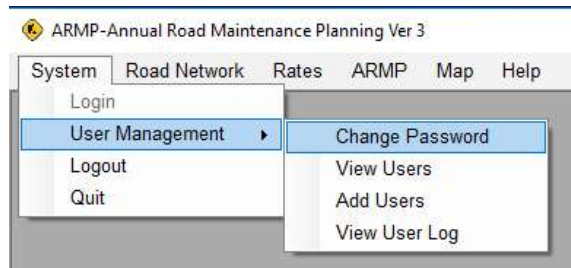 ARMP-Annual Road Maintenance Planning Ver 3
System Road Network Rates ARMP Map Help
Login
User Management
Logout
Quit
Change Password
View Users
Add Users
View User Log